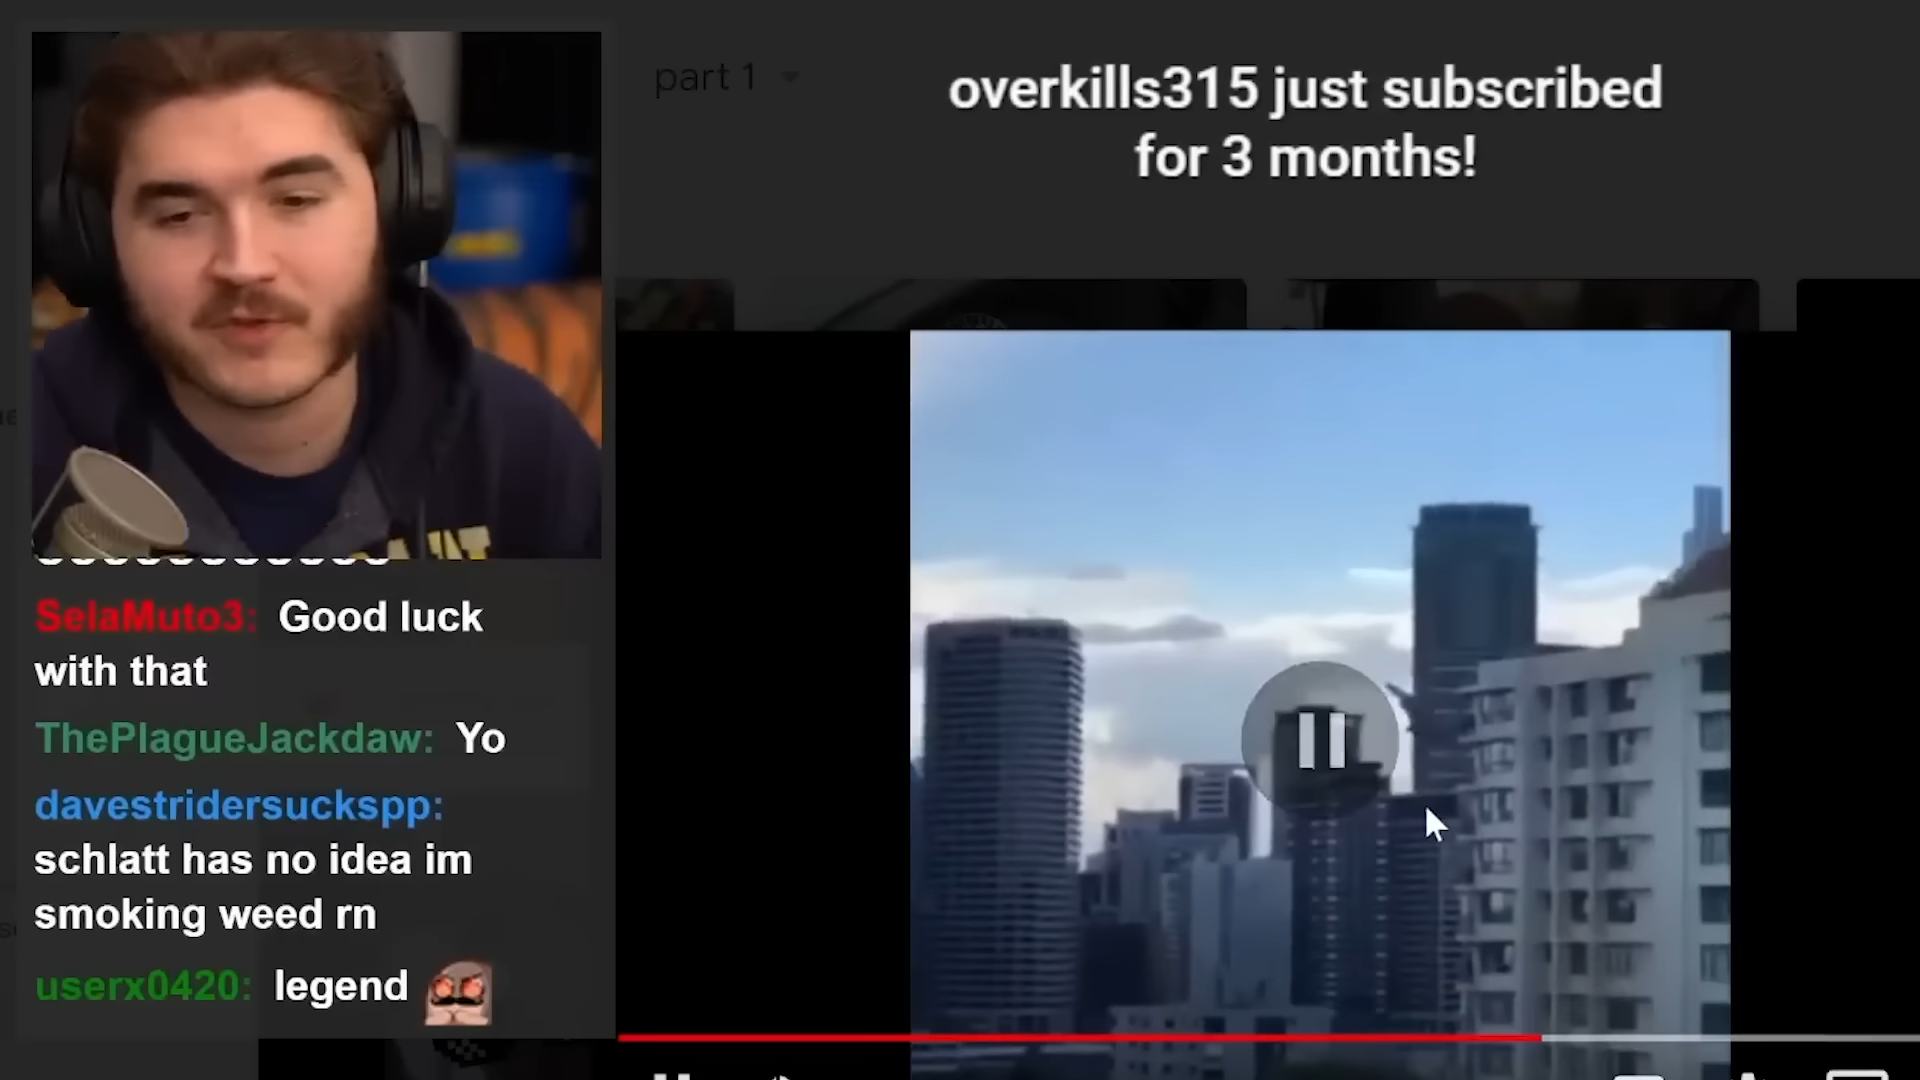 part 1
overkills315 just subscribed
for 3 months!
SelaMuto3: Good luck
with that
ThePlagueJackdaw: Yo
davestridersuckspp:
schlatt has no idea im
smoking weed rn
userx0420: legend